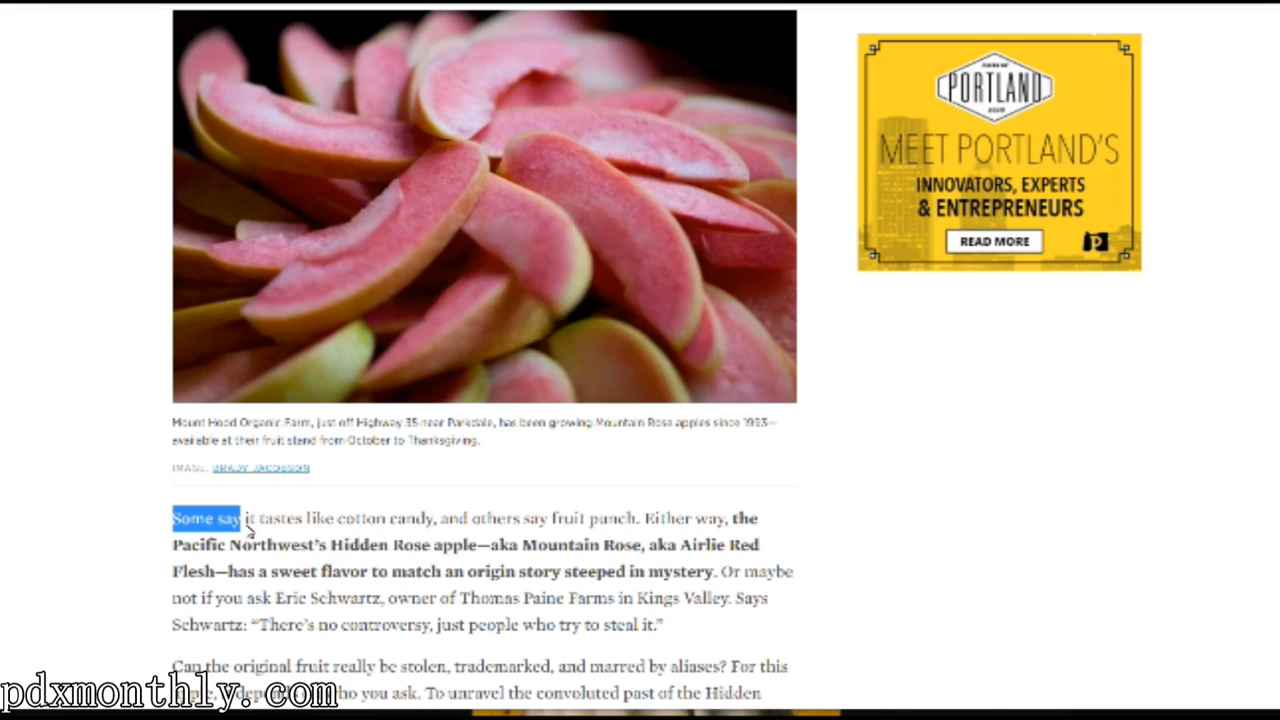 PORTLAND
MEET PORTLAND'S
INNOVATORS, EXPERTS
& ENTREPRENEURS
READ MORE
P
Mount Hood Organic Farm, just off Highway 35 near Parkdale, has been growing Mountain Rose apples since 1993—
available at their fruit stand from October to Thanksgiving.
IMAGE: BRADY JACOBSON
Some say it tastes like cotton candy, and others say fruit punch. Either way, the
Pacific Northwest's Hidden Rose apple—aka Mountain Rose, aka Airlie Red
Flesh—has a sweet flavor to match an origin story steeped in mystery. Or maybe
not if you ask Eric Schwartz, owner of Thomas Paine Farms in Kings Valley. Says
Schwartz: “There's no controversy, just people who try to steal it.”
Can the original fruit really be stolen, trademarked, and marred by aliases? For this
who you ask. To unravel the convoluted past of the Hidden
pdxmonthly.com